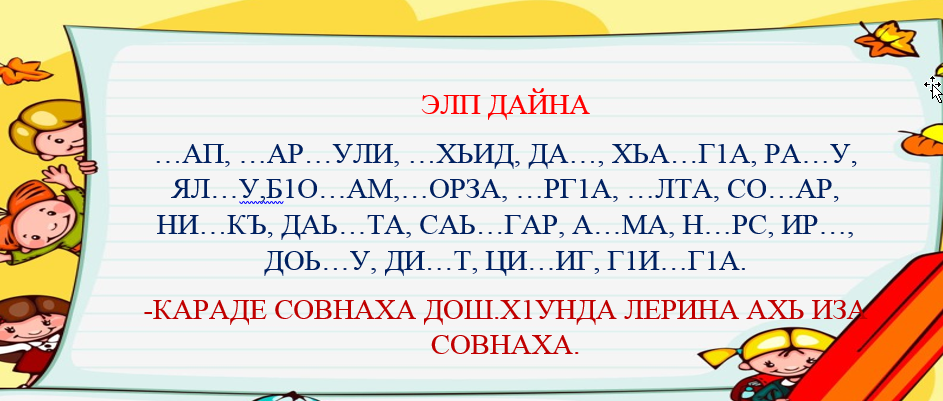 ЭЛП ДАЙНА
…АП, …АР…УЛИ, …ХЬИД, ДА…, ХЬА…Г1А, РА…У,
ЯЛ…У,Б1О…АМ,…ОРЗА, …РГ1А, …ЛТА, СО…АР,
НИ…КЪ, ДАЬ…ТА, САЬ…ГАР, А…МА, Н…РС, ИР…,
ДОЬ…У, ДИ…Т, ЦИ…ИГ, Г1И…Г1А.
-КАРАДЕ СОВНАХА ДОШ.Х1УНДА ЛЕРИНА АХЬ ИЗА
СОВНАХА.